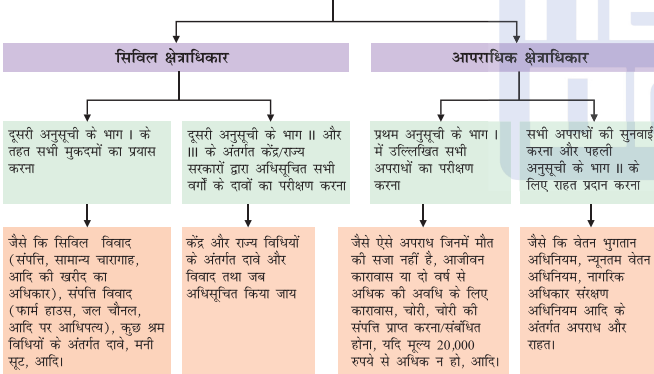 सिविल क्षेत्राधिकार
आपराधिक क्षेत्राधिकार
दूसरी अनुसूची के भाग I के
तहत सभी मुकदमों का प्रयास
करना
दूसरी अनुसूची के भाग II और
III के अंतर्गत केंद्र/राज्य
सरकारों द्वारा अधिसूचित सभी
वर्गों के दावों का परीक्षण करना
प्रथम अनुसूची के भाग I
में उल्लिखित सभी
अपराधों का परीक्षण
करना
सभी अपराधों की सुनवाई
करना और पहली
अनुसूची के भाग II के
लिए राहत प्रदान करना
जैसे कि सिविल विवाद
(संपत्ति, सामान्य चारागाह,
आदि की खरीद का
अधिकार), संपत्ति विवाद
(फार्म हाउस, जल चौनल,
आदि पर आधिपत्य), कुछ श्रम
विधियों के अंतर्गत दावे, मनी
सूट, आदि।
केंद्र और राज्य विधियों
के अंतर्गत दावे और
विवाद तथा जब
अधिसूचित किया जाय
जैसे ऐसे अपराध जिनमें मौत
की सजा नहीं है, आजीवन
कारावास या दो वर्ष से
अधिक की अवधि के लिए
कारावास, चोरी, चोरी की
संपत्ति प्राप्त करना/संबंधित
होना, यदि मूल्य 20,000
रुपये से अधिक न हो, आदि।
जैसे कि वेतन भुगतान
अधिनियम, न्यूनतम वेतन
अधिनियम, नागरिक
अधिकार संरक्षण
अधिनियम आदि के
अंतर्गत अपराध और
राहत।